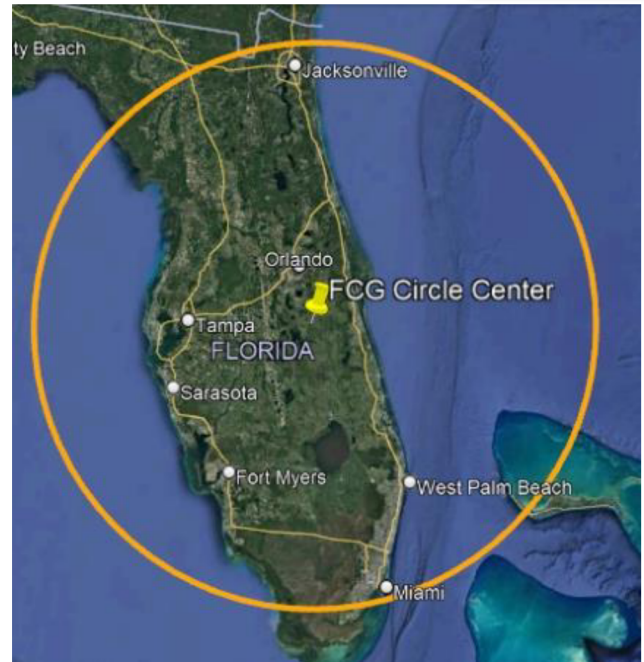 ty Beach
Jacksonville
Orlando
FCG Circle Center
Tampa
FLORIDA
Sarasota
Fort Myers
West Palm Beach
Miami